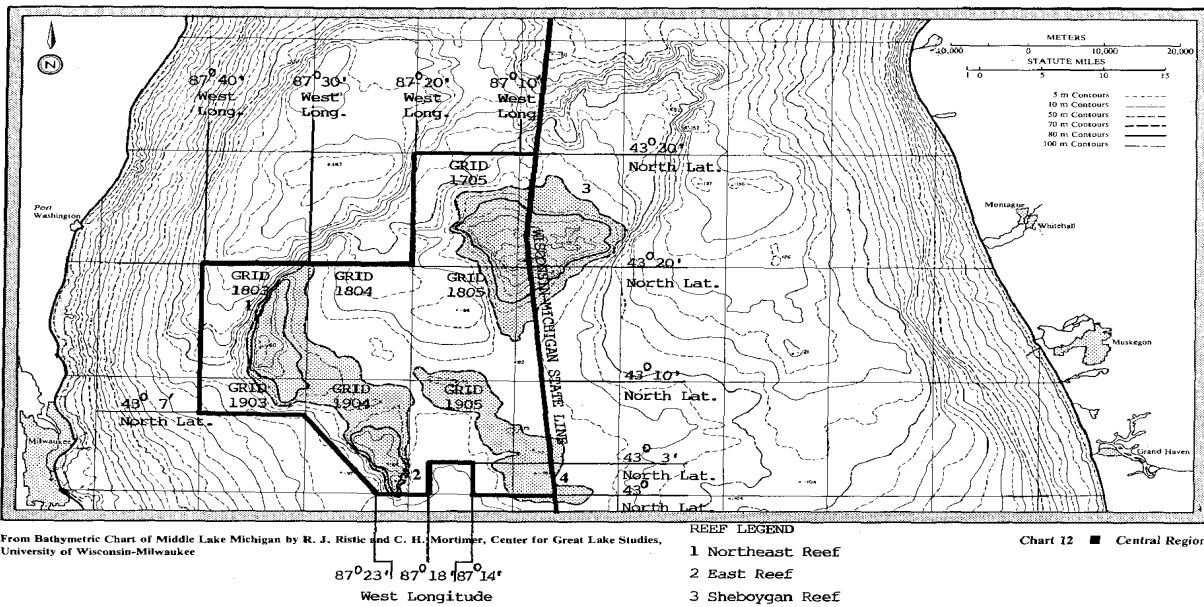 METERS
10,000 0 10,000 20,000
STATUTE MILES
1 0 5 10 15
5 m Contours
10 m Contours
50 m Contours
70 m Contours
80 m Contours
100 m Contours
N
87° 40' West Long.
87° 30' West Long.
87° 20' West Long.
87° 10' West Long.
43° 30' North Lat.
GRID 1705
3
Port Washington
Montague
Whitehall
WISCONSIN-MICHIGAN STATE LINE
43° 20' North Lat.
GRID 1803
GRID 1804
GRID 1805
1
Muskegon
43° 10' North Lat.
GRID 1903
GRID 1904
GRID 1905
43° 7' North Lat.
Milwaukee
Grand Haven
43° 3' North Lat.
2
4
43° North Lat.
From Bathymetric Chart of Middle Lake Michigan by R. J. Ristic and C. H. Mortimer, Center for Great Lake Studies,
University of Wisconsin-Milwaukee
Chart 12 ■ Central Region
87° 23' 87° 18' 87° 14'
West Longitude
REEF LEGEND
1 Northeast Reef
2 East Reef
3 Sheboygan Reef